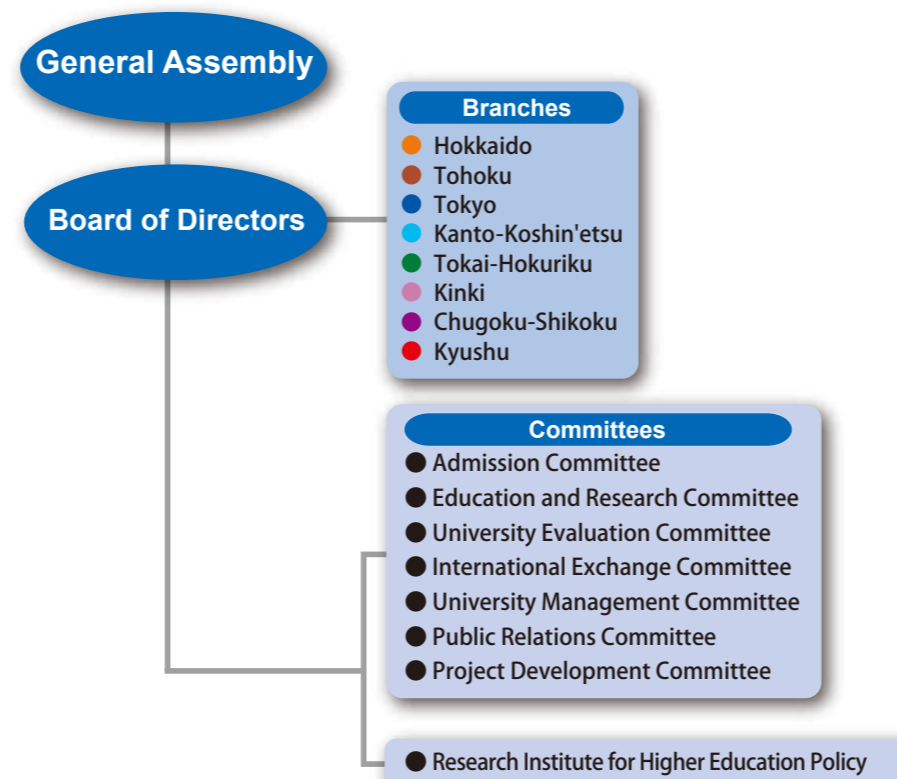 General Assembly
Board of Directors
Branches
Hokkaido
Tohoku
Tokyo
Kanto-Koshin'etsu
Tokai-Hokuriku
Kinki
Chugoku-Shikoku
Kyushu
Committees
Admission Committee
Education and Research Committee
University Evaluation Committee
International Exchange Committee
University Management Committee
Public Relations Committee
Project Development Committee
Research Institute for Higher Education Policy